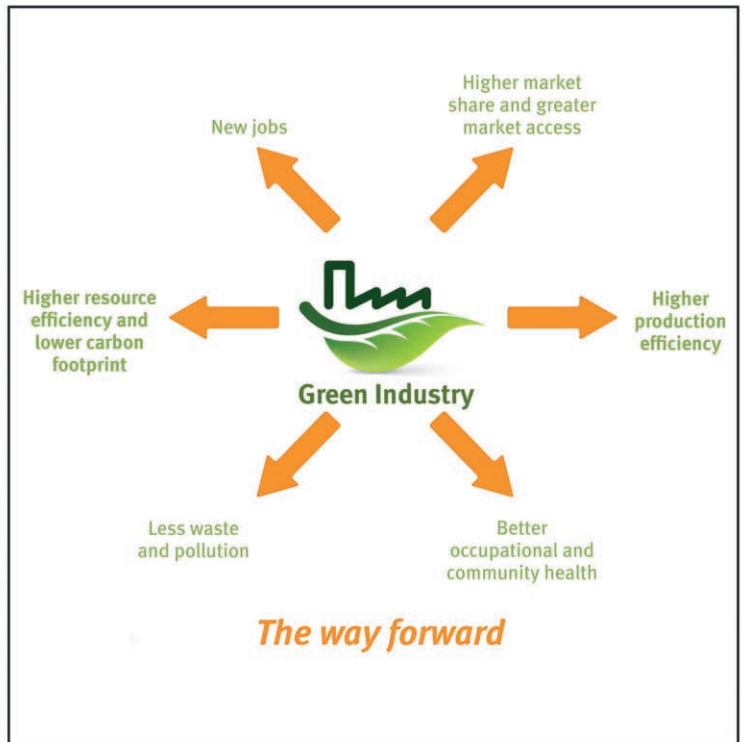 New jobs
Higher market
share and greater
market access
Higher resource
efficiency and
lower carbon
footprint
Higher
production
efficiency
Green Industry
Less waste
and pollution
Better
occupational and
community health
The way forward